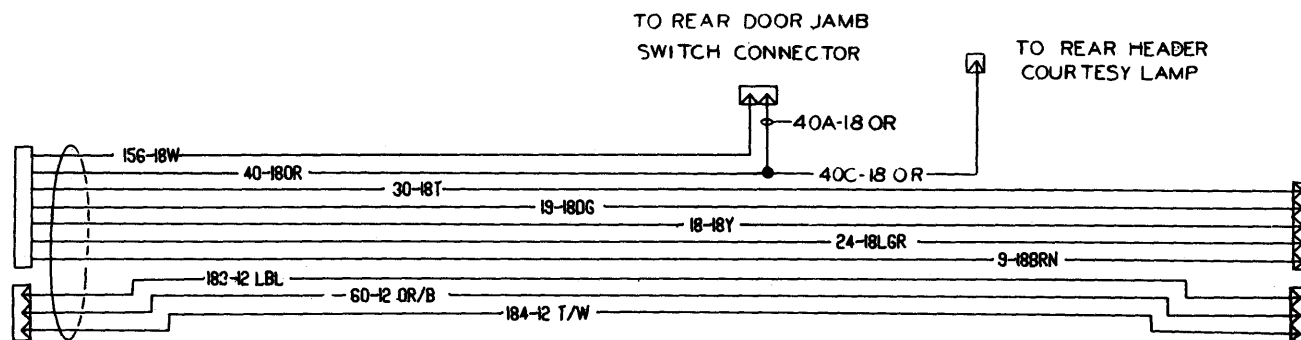 TO REAR DOOR JAMB
SWITCH CONNECTOR
TO REAR HEADER
COURTESY LAMP
40A-18 OR
156-18W
40-18OR
40C-18 OR
30-18T
19-18DG
18-18Y
24-18LGR
9-18BRN
183-12 LBL
60-12 OR/B
184-12 T/W